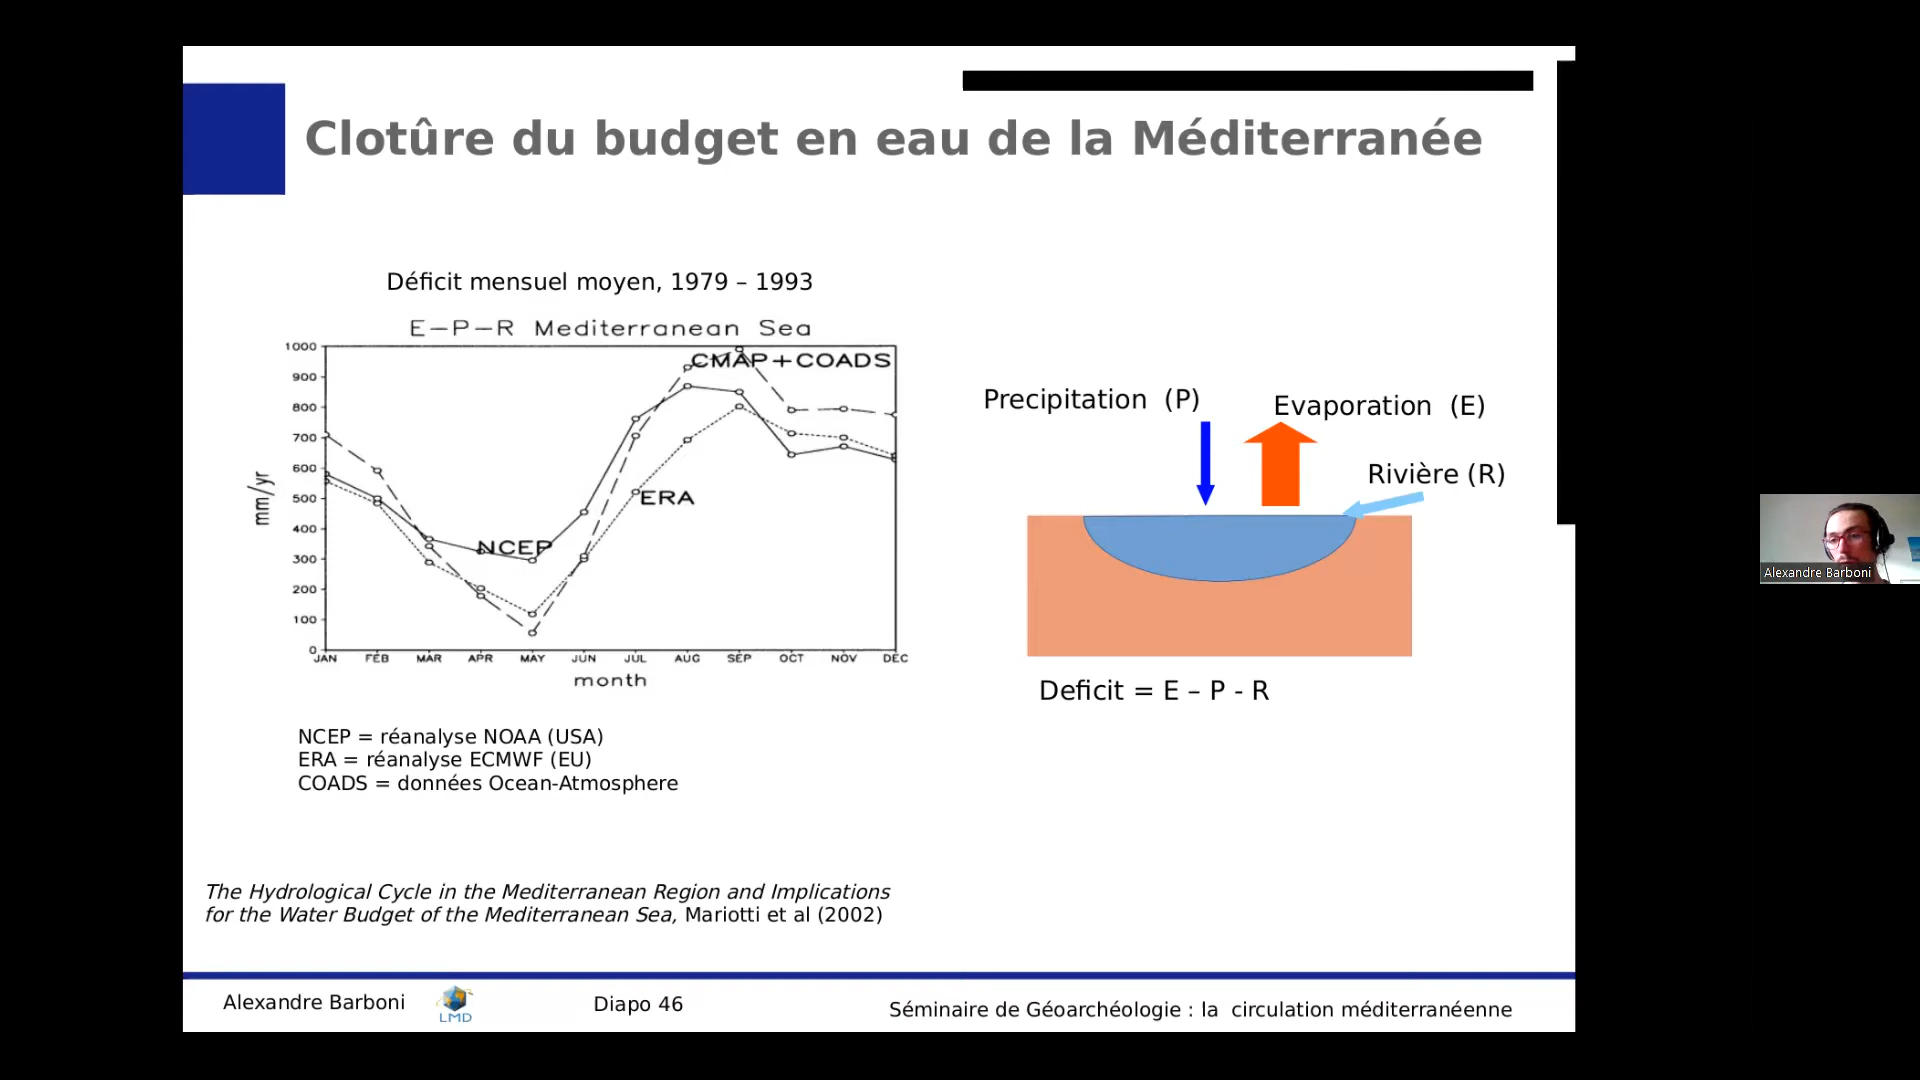 Clotûre du budget en eau de la Méditerranée
Déficit mensuel moyen, 1979 – 1993
E–P–R Mediterranean Sea
1000
900
800
700
600
500
400
300
200
100
0
mm/yr
CMAP+COADS
ERA
NCEP
JAN FEB MAR APR MAY JUN JUL AUG SEP OCT NOV DEC
month
NCEP = réanalyse NOAA (USA)
ERA = réanalyse ECMWF (EU)
COADS = données Ocean-Atmosphere
Precipitation (P)
Evaporation (E)
Rivière (R)
Deficit = E – P - R
The Hydrological Cycle in the Mediterranean Region and Implications
for the Water Budget of the Mediterranean Sea, Mariotti et al (2002)
Alexandre Barboni
LMD
Diapo 46
Séminaire de Géoarchéologie : la circulation méditerranéenne
Alexandre Barboni